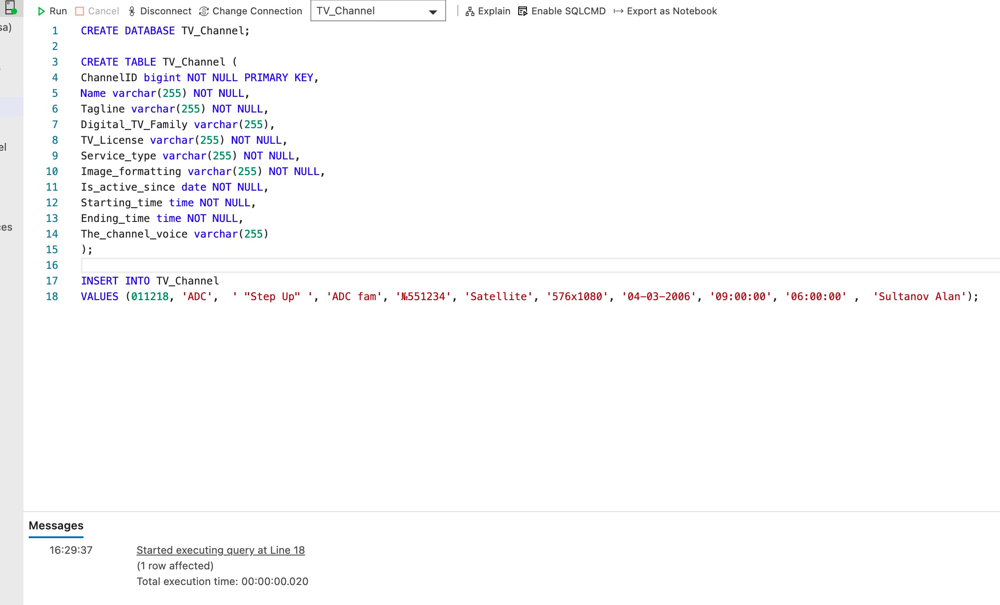 Run Cancel Disconnect Change Connection TV_Channel Explain Enable SQLCMD Export as Notebook
sa)
el
ces
1 CREATE DATABASE TV_Channel;
2
3 CREATE TABLE TV_Channel (
4 ChannelID bigint NOT NULL PRIMARY KEY,
5 Name varchar(255) NOT NULL,
6 Tagline varchar(255) NOT NULL,
7 Digital_TV_Family varchar(255),
8 TV_License varchar(255) NOT NULL,
9 Service_type varchar(255) NOT NULL,
10 Image_formatting varchar(255) NOT NULL,
11 Is_active_since date NOT NULL,
12 Starting_time time NOT NULL,
13 Ending_time time NOT NULL,
14 The_channel_voice varchar(255)
15 );
16
17 INSERT INTO TV_Channel
18 VALUES (011218, 'ADC',  ' "Step Up" ', 'ADC fam', '№551234', 'Satellite', '576x1080', '04-03-2006', '09:00:00', '06:00:00' ,  'Sultanov Alan');
Messages
16:29:37 Started executing query at Line 18
(1 row affected)
Total execution time: 00:00:00.020